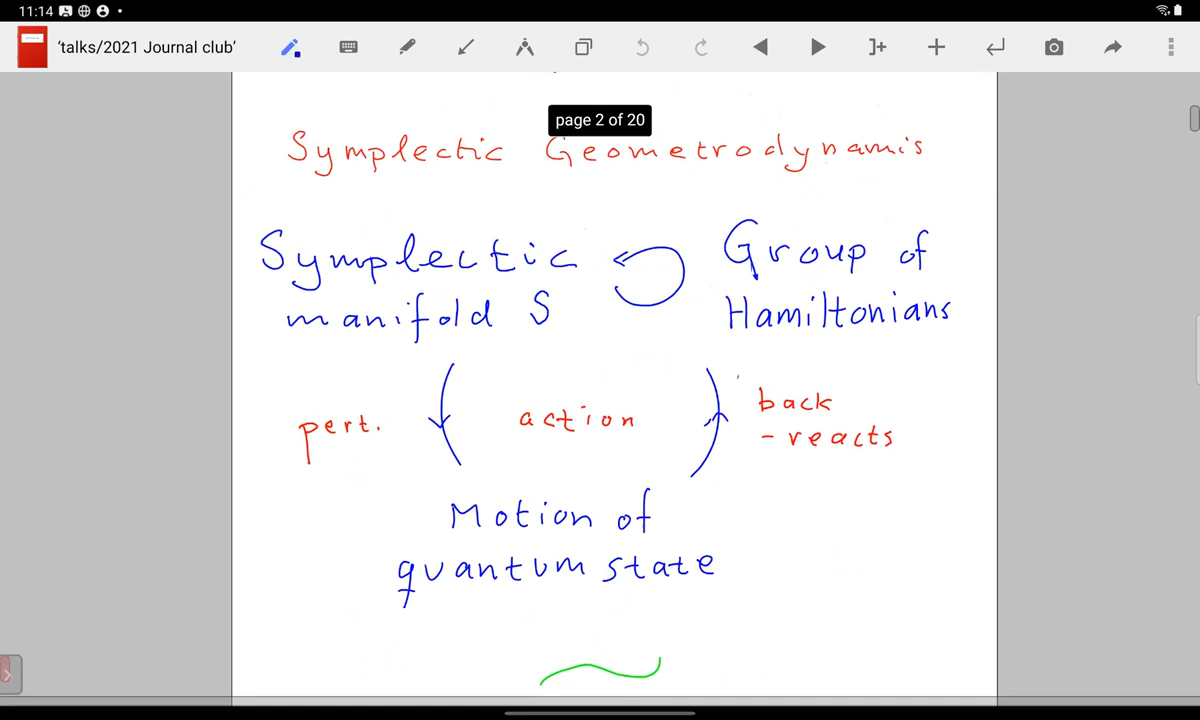 11:14
'talks/2021 Journal club'
page 2 of 20
Symplectic Geometrodynamis
Symplectic
manifold S
Group of
Hamiltonians
pert.
action
back
- reacts
Motion of
quantum state